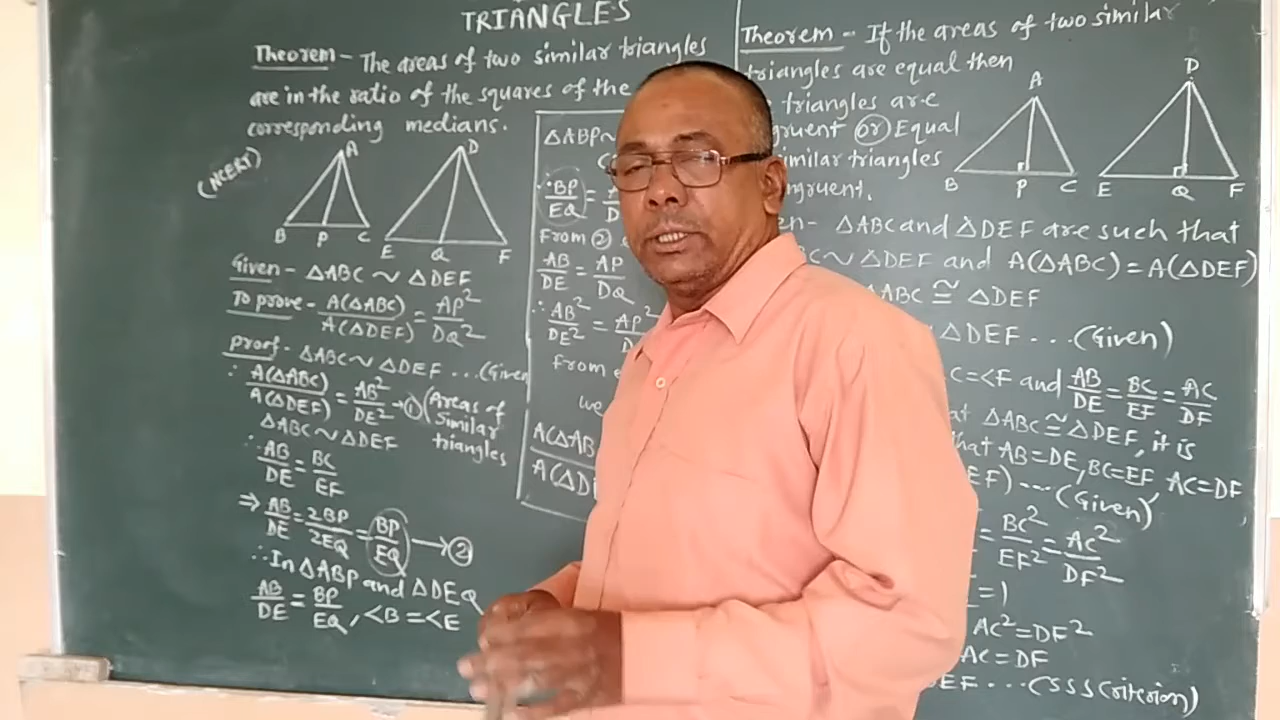 TRIANGLES
Theorem - The areas of two similar triangles
are in the ratio of the squares of the
corresponding medians.
(NCERT)
A
D
B P C
E Q F
Given - △ABC ~ △DEF
To prove - A(△ABC)/A(△DEF) = AP²/DQ²
Proof - △ABC ~ △DEF ...(Given
∴ A(△ABC)/A(△DEF) = AB²/DE² → ① (Areas of
similar
triangles
△ABC ~ △DEF
∴ AB/DE = BC/EF
⇒ AB/DE = 2BP/2EQ = BP/EQ → ②
∴ In △ABP and △DEQ
AB/DE = BP/EQ, <B = <E
△ABP ~
∴ BP/EQ =
From ②
AB/DE = AP/DQ
∴ AB²/DE² = AP²
from
we
A(△AB
A(△D
Theorem - If the areas of two similar
triangles are equal then
triangles are
gruent (or) Equal
similar triangles
ngruent.
A
D
B P C
E Q F
en - △ABC and △DEF are such that
C ~ △DEF and A(△ABC) = A(△DEF)
ABC ≅ △DEF
△DEF ... (Given)
C = <F and AB/DE = BC/EF = AC/DF
at △ABC ≅ △DEF, it is
that AB = DE, BC = EF AC = DF
EF) ... (Given)
= BC²/EF² = AC²/DF²
= 1
AC² = DF²
AC = DF
DEF ... (SSS Criterion)